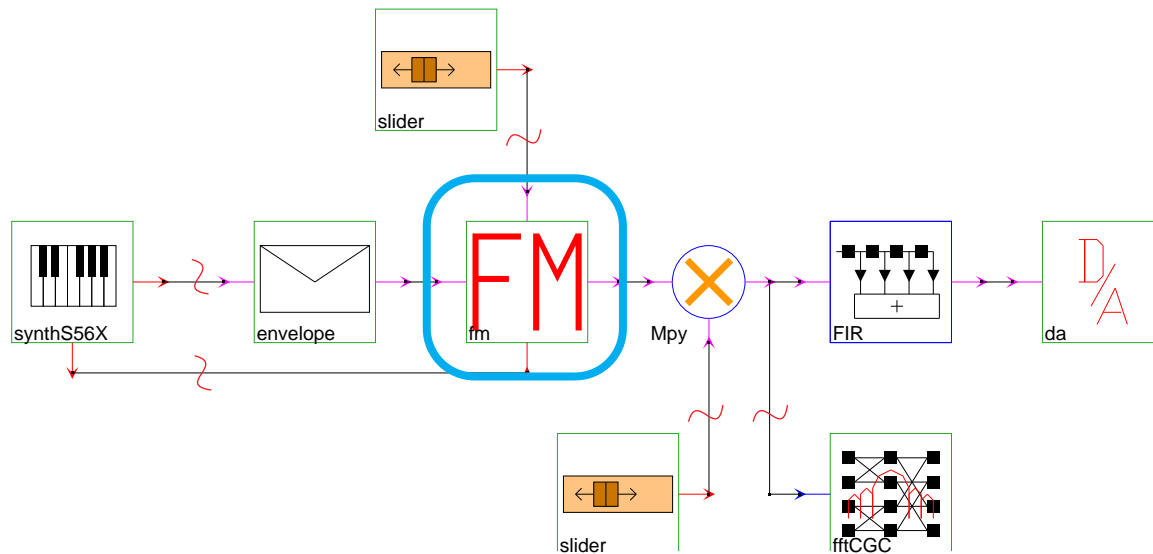 slider
FM
synthS56X
envelope
fm
Mpy
+
FIR
D/A
da
slider
fftCGC